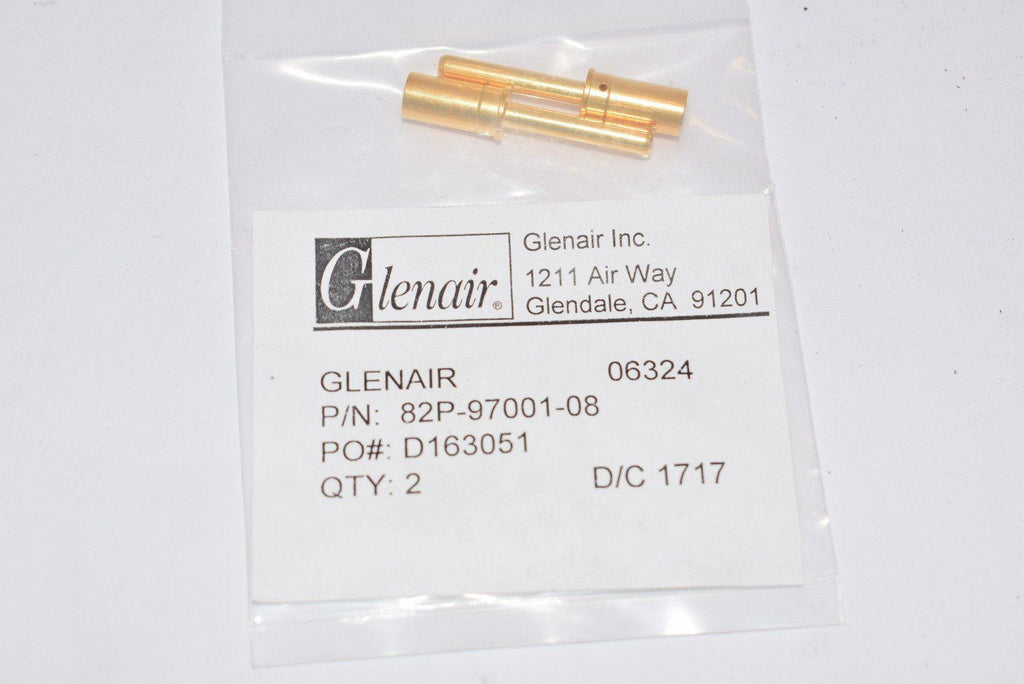 Glenair®
Glenair Inc.
1211 Air Way
Glendale, CA 91201
GLENAIR 06324
P/N: 82P-97001-08
PO#: D163051
QTY: 2 D/C 1717